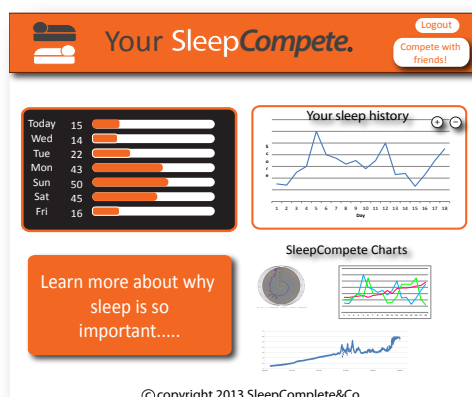 Logout
Your SleepCompete.
Compete with
friends!
Today 15
Wed 14
Tue 22
Mon 43
Sun 50
Sat 45
Fri 16
Your sleep history
+ −
Score
1 2 3 4 5 6 7 8 9 10 11 12 13 14 15 16 17 18
Day
SleepCompete Charts
Learn more about why
sleep is so
important.....
©copyright 2013 SleepComplete&Co